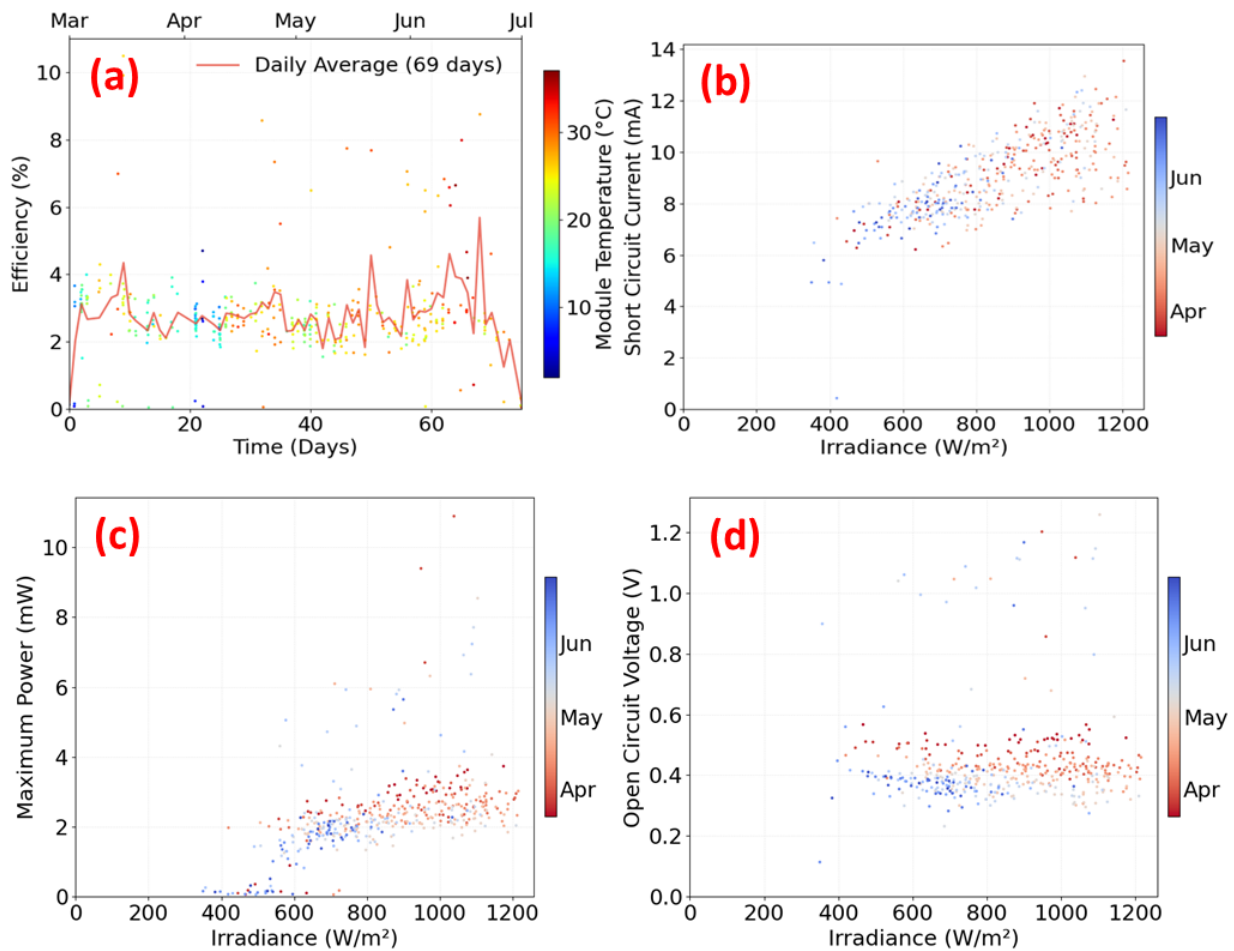 Mar Apr May Jun Jul
(a)
Daily Average (69 days)
10
8
6
4
2
0
Efficiency (%)
0 20 40 60
Time (Days)
30
20
10
Module Temperature (°C)
(b)
14
12
10
8
6
4
2
0
Short Circuit Current (mA)
0 200 400 600 800 1000 1200
Irradiance (W/m²)
Jun
May
Apr
(c)
10
8
6
4
2
0
Maximum Power (mW)
0 200 400 600 800 1000 1200
Irradiance (W/m²)
Jun
May
Apr
(d)
1.2
1.0
0.8
0.6
0.4
0.2
0.0
Open Circuit Voltage (V)
0 200 400 600 800 1000 1200
Irradiance (W/m²)
Jun
May
Apr